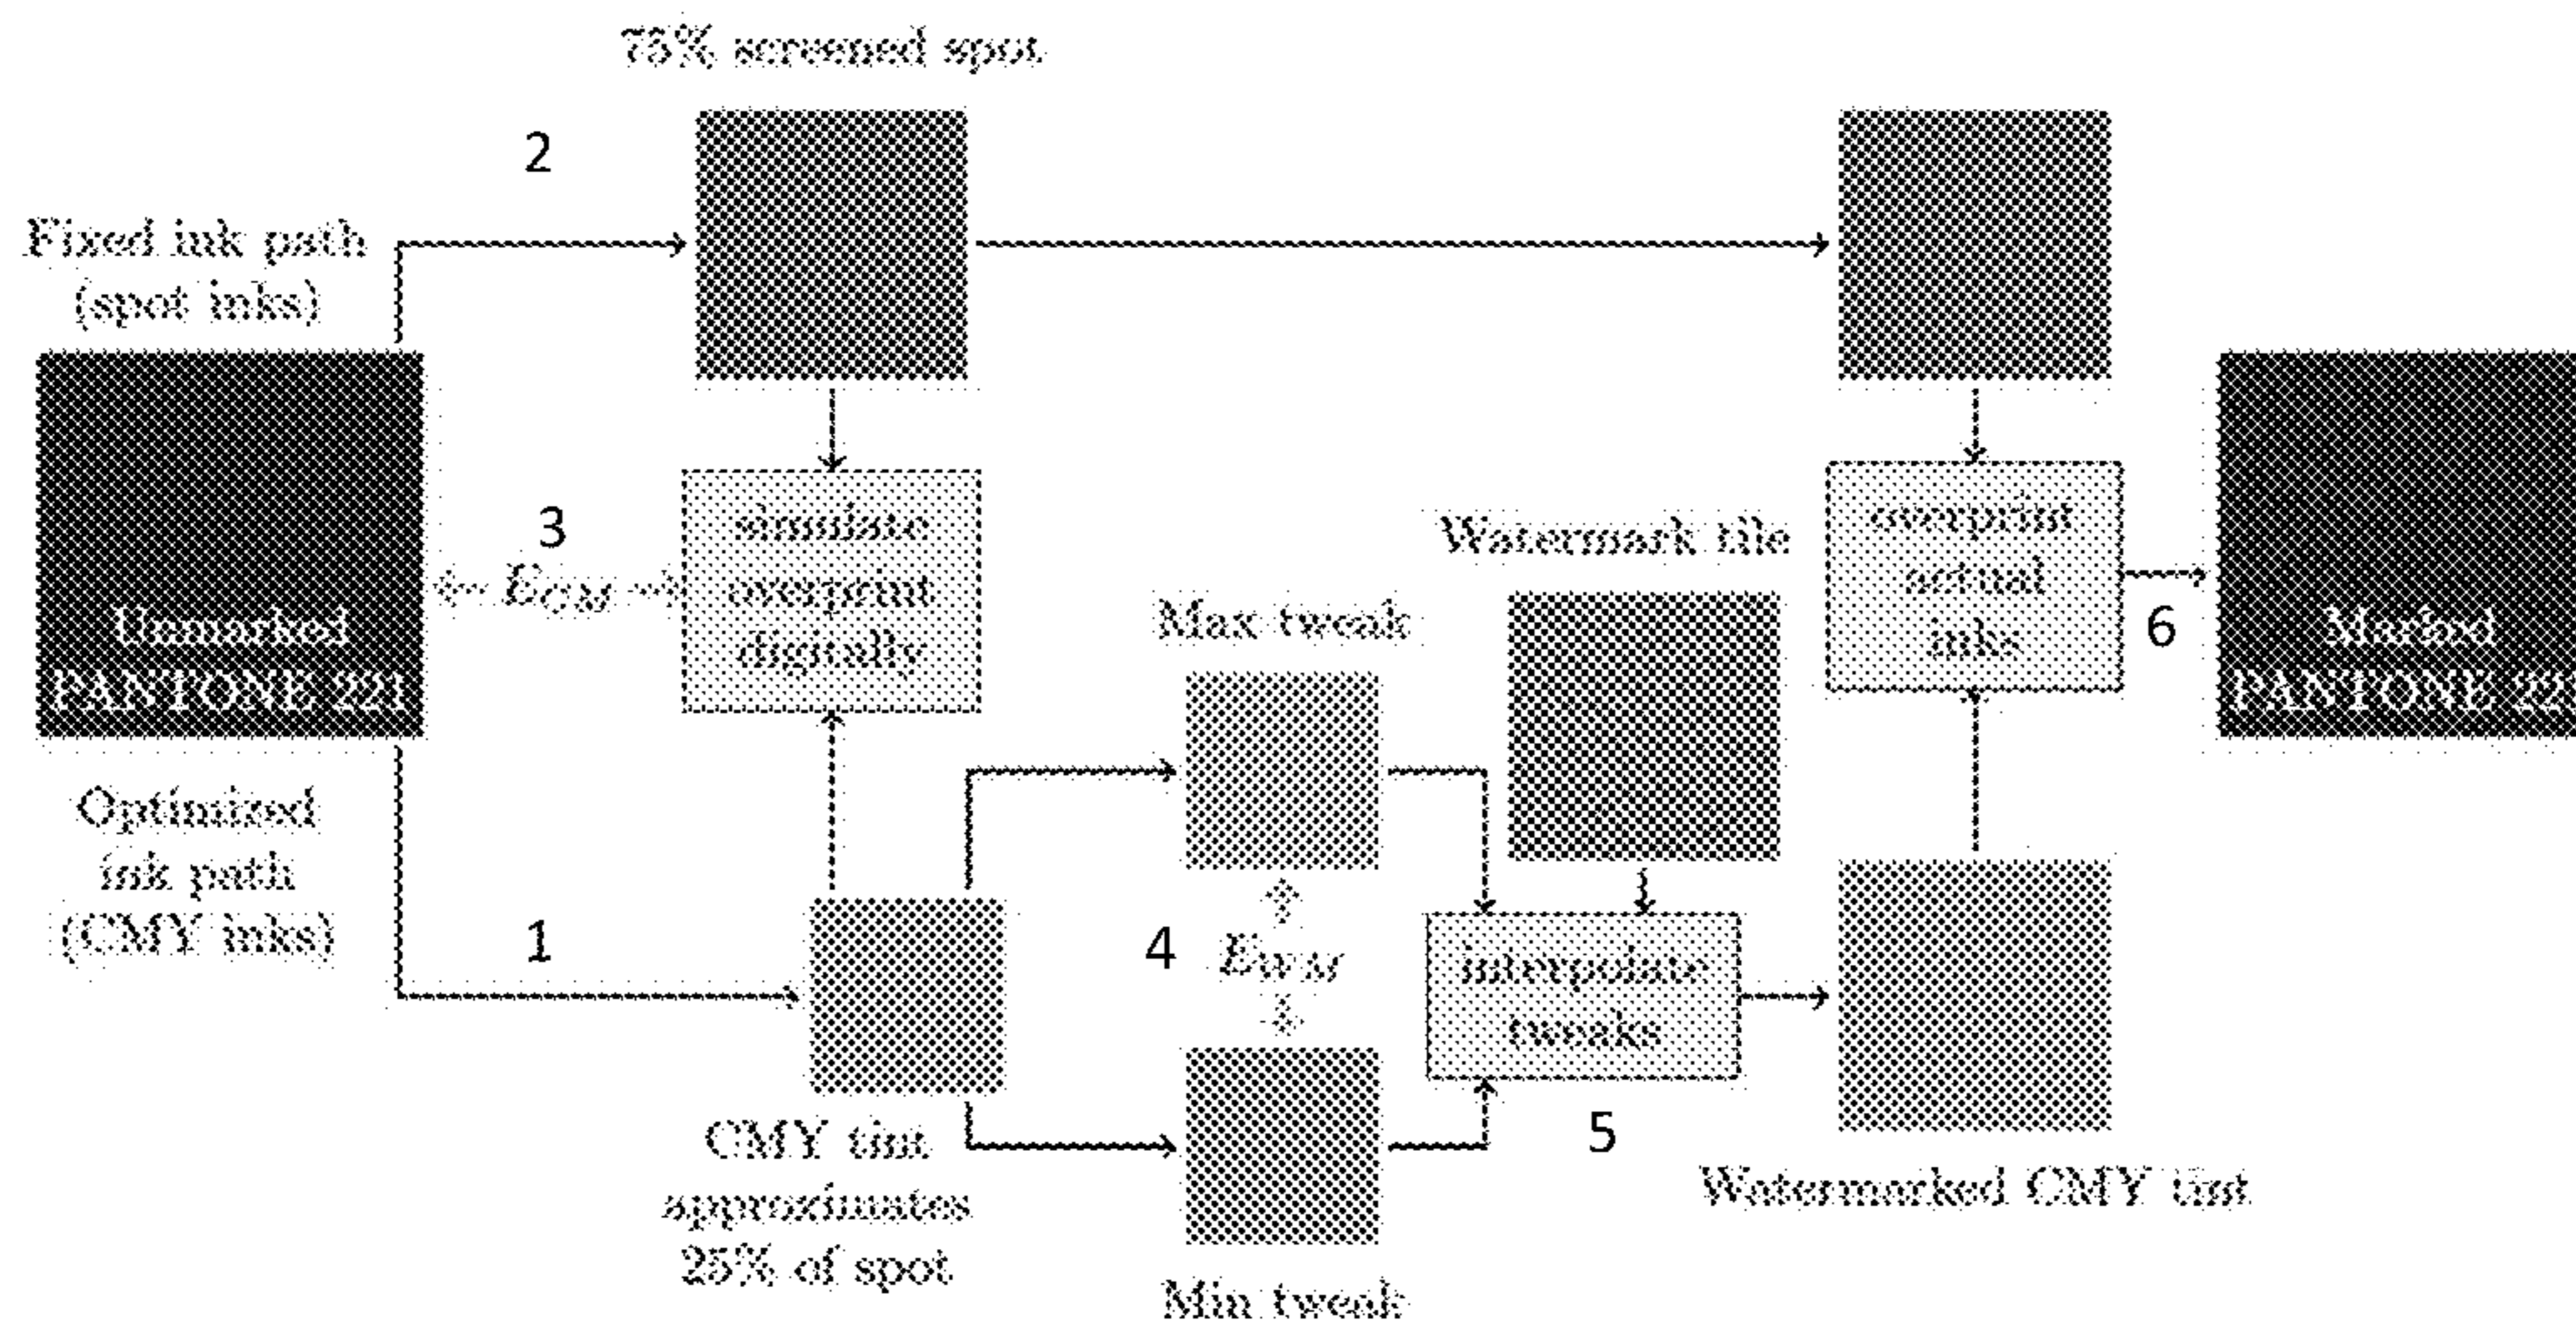 75% screened spot
2
Fixed ink path
(spot inks)
3
E_CM
Unmarked
PANTONE 221
simulate
overprint
digitally
Optimized
ink path
(CMY inks)
1
CMY tint
approximates
25% of spot
Max tweak
4
E_WM
Min tweak
Watermark tile
interpolate
tweaks
5
Watermarked CMY tint
overprint
actual
inks
6
Marked
PANTONE